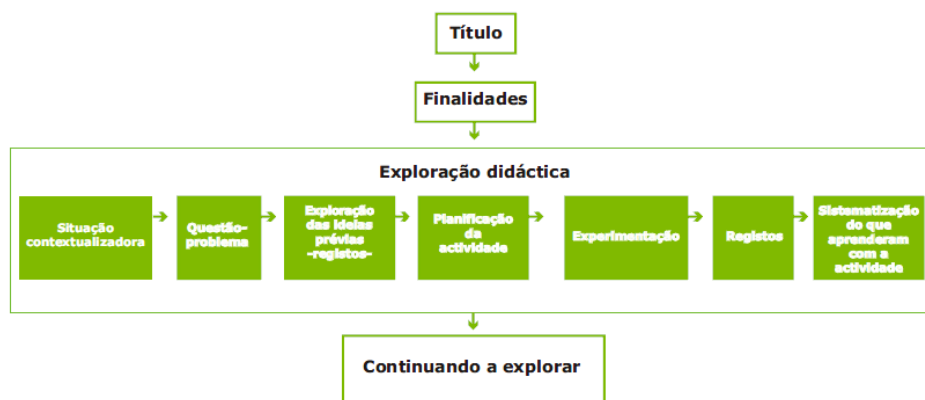 Título
Finalidades
Exploração didáctica
Situação
contextualizadora
Questão-
problema
Exploração
das ideias
prévias
-registos-
Planificação
da
actividade
Experimentação
Registos
Sistematização
do que
aprenderam
com a
actividade
Continuando a explorar